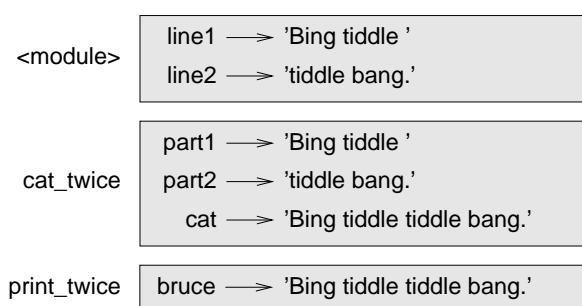 <module>
line1 → ’Bing tiddle ’
line2 → ’tiddle bang.’
cat_twice
part1 → ’Bing tiddle ’
part2 → ’tiddle bang.’
cat → ’Bing tiddle tiddle bang.’
print_twice
bruce → ’Bing tiddle tiddle bang.’